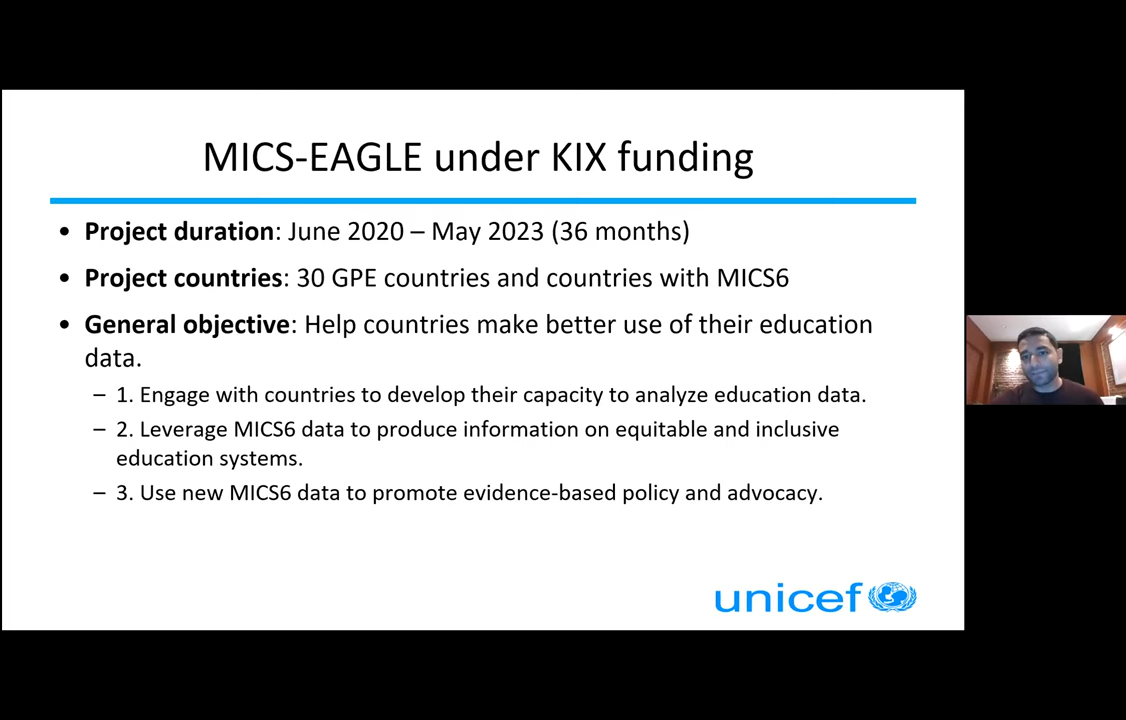 MICS-EAGLE under KIX funding
• Project duration: June 2020 – May 2023 (36 months)
• Project countries: 30 GPE countries and countries with MICS6
• General objective: Help countries make better use of their education
data.
– 1. Engage with countries to develop their capacity to analyze education data.
– 2. Leverage MICS6 data to produce information on equitable and inclusive
education systems.
– 3. Use new MICS6 data to promote evidence-based policy and advocacy.
unicef